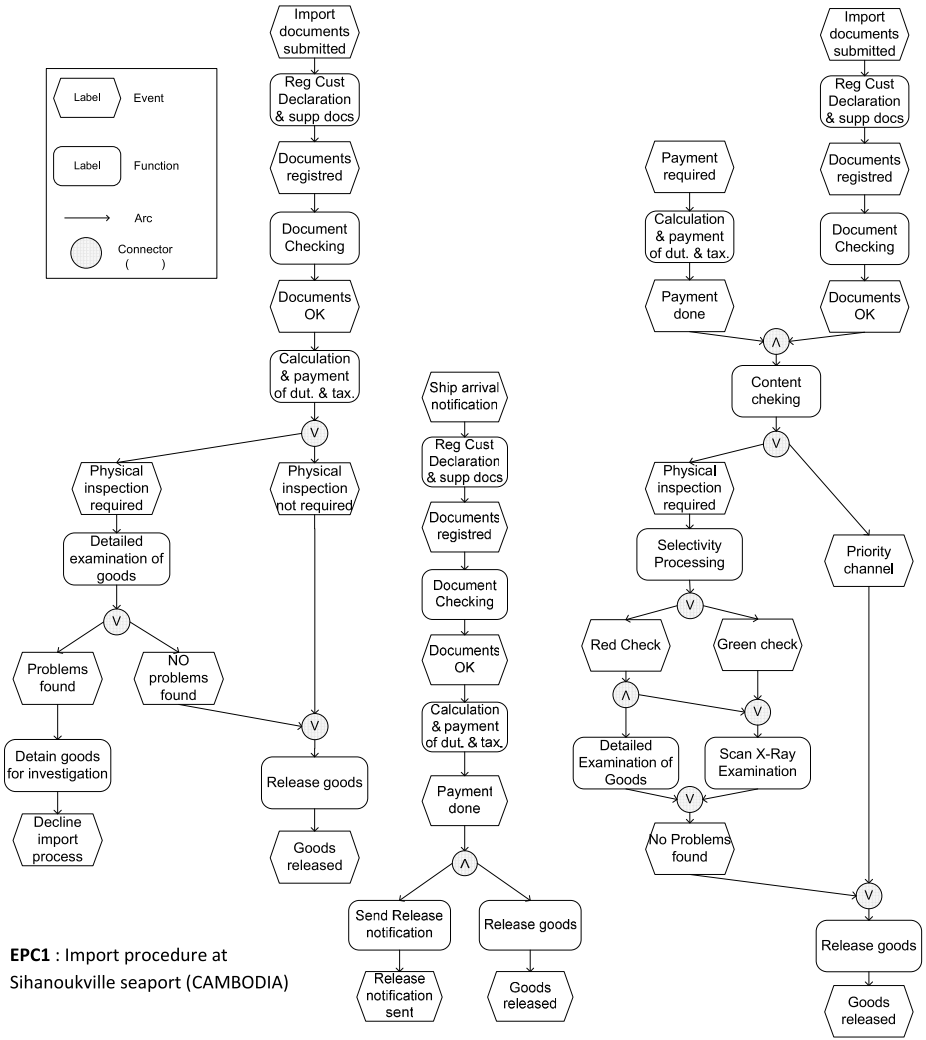 Label
Event
Label
Function
Arc
Connector
( )
Import
documents
submitted
Reg Cust
Declaration
& supp docs
Documents
registred
Document
Checking
Documents
OK
Calculation
& payment
of dut. & tax.
V
Physical
inspection
required
Physical
inspection
not required
Detailed
examination of
goods
V
Problems
found
NO
problems
found
V
Detain goods
for investigation
Release goods
Decline
import
process
Goods
released
EPC1 : Import procedure at
Sihanoukville seaport (CAMBODIA)
Ship arrival
notification
Reg Cust
Declaration
& supp docs
Documents
registred
Document
Checking
Documents
OK
Calculation
& payment
of dut. & tax.
Payment
done
Λ
Send Release
notification
Release goods
Release
notification
sent
Goods
released
Import
documents
submitted
Reg Cust
Declaration
& supp docs
Payment
required
Documents
registred
Calculation
& payment
of dut. & tax.
Document
Checking
Payment
done
Documents
OK
Λ
Content
cheking
V
Physical
inspection
required
Selectivity
Processing
Priority
channel
V
Red Check
Green check
Λ
V
Detailed
Examination of
Goods
Scan X-Ray
Examination
V
No Problems
found
V
Release goods
Goods
released